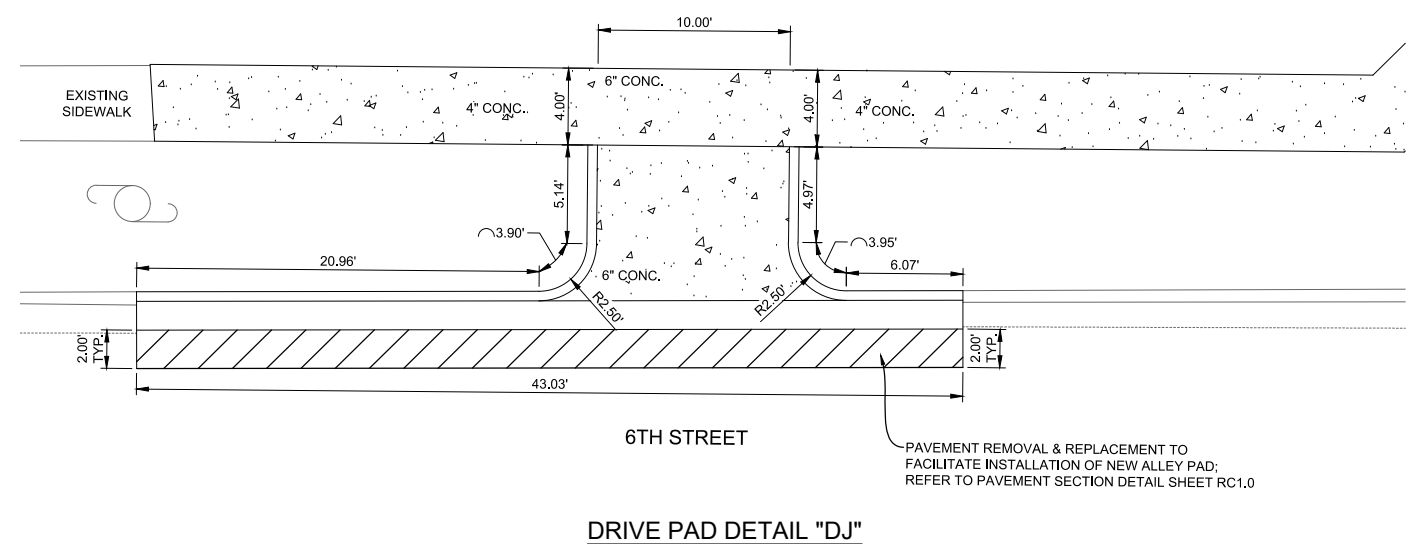 10.00'
6" CONC.
EXISTING
SIDEWALK
4" CONC.
4.00'
4.00'
4" CONC.
5.14'
4.97'
3.90'
3.95'
20.96'
6" CONC.
6.07'
R2.50'
R2.50'
2.00'
TYP.
2.00'
TYP.
43.03'
6TH STREET
PAVEMENT REMOVAL & REPLACEMENT TO
FACILITATE INSTALLATION OF NEW ALLEY PAD;
REFER TO PAVEMENT SECTION DETAIL SHEET RC1.0
DRIVE PAD DETAIL "DJ"